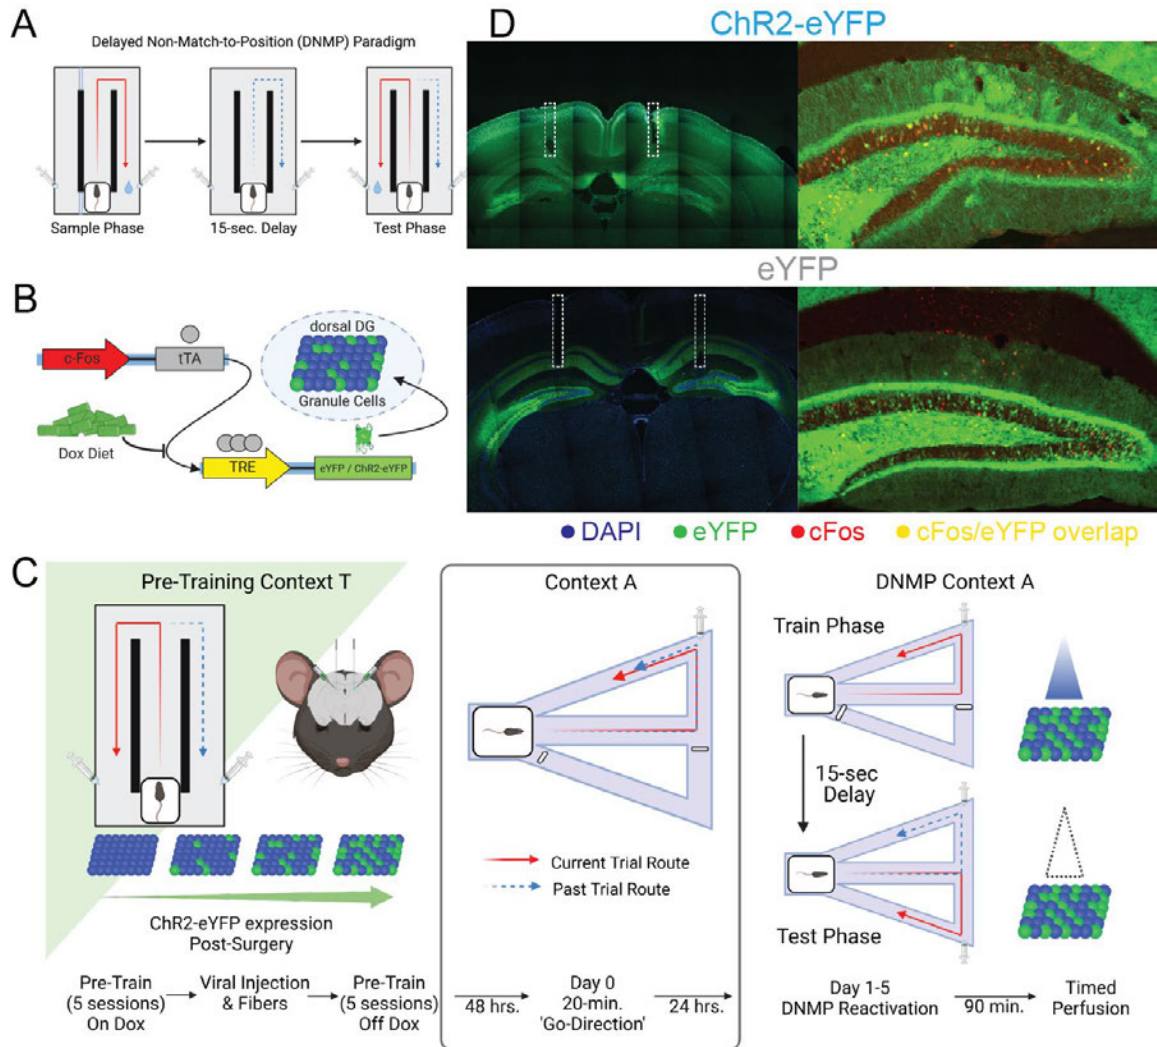 A
Delayed Non-Match-to-Position (DNMP) Paradigm
Sample Phase
15-sec. Delay
Test Phase
B
c-Fos
tTA
dorsal DG
Granule Cells
Dox Diet
TRE
eYFP / ChR2-eYFP
D
ChR2-eYFP
eYFP
DAPI
eYFP
cFos
cFos/eYFP overlap
C
Pre-Training Context T
ChR2-eYFP expression
Post-Surgery
Context A
Current Trial Route
Past Trial Route
DNMP Context A
Train Phase
15-sec
Delay
Test Phase
Pre-Train
(5 sessions)
On Dox
Viral Injection
& Fibers
Pre-Train
(5 sessions)
Off Dox
48 hrs.
Day 0
20-min.
'Go-Direction'
24 hrs.
Day 1-5
DNMP Reactivation
90 min.
Timed
Perfusion